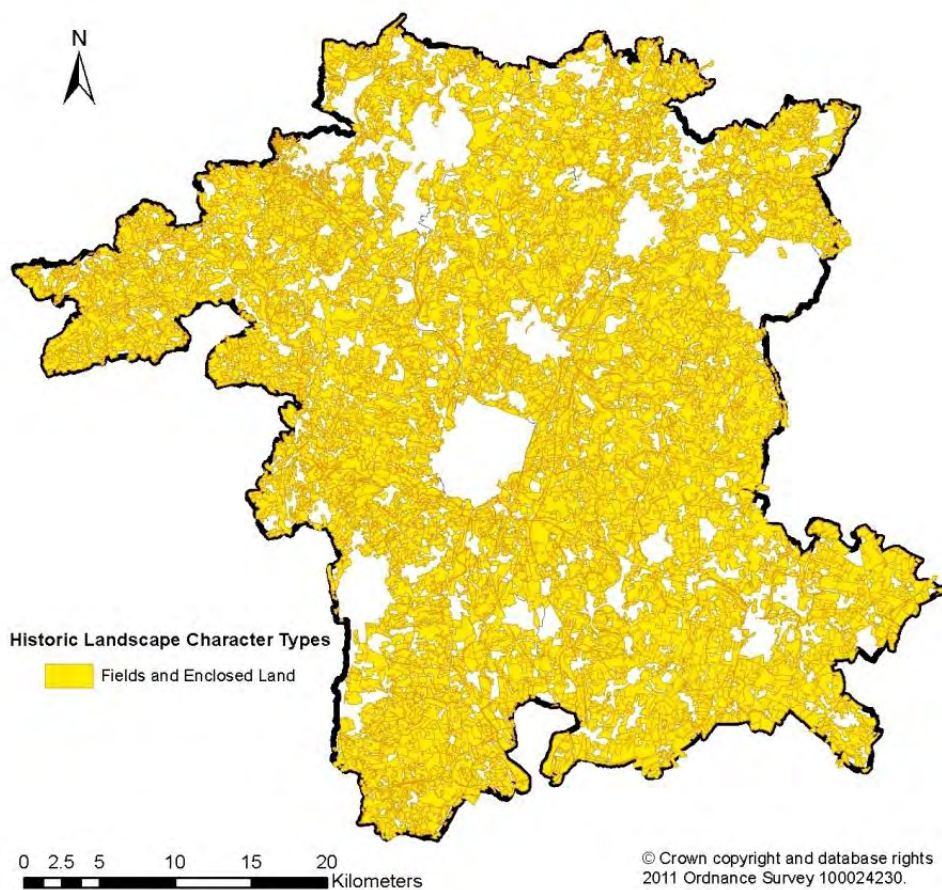 N
Historic Landscape Character Types
Fields and Enclosed Land
0 2.5 5 10 15 20
Kilometers
© Crown copyright and database rights
2011 Ordnance Survey 100024230.